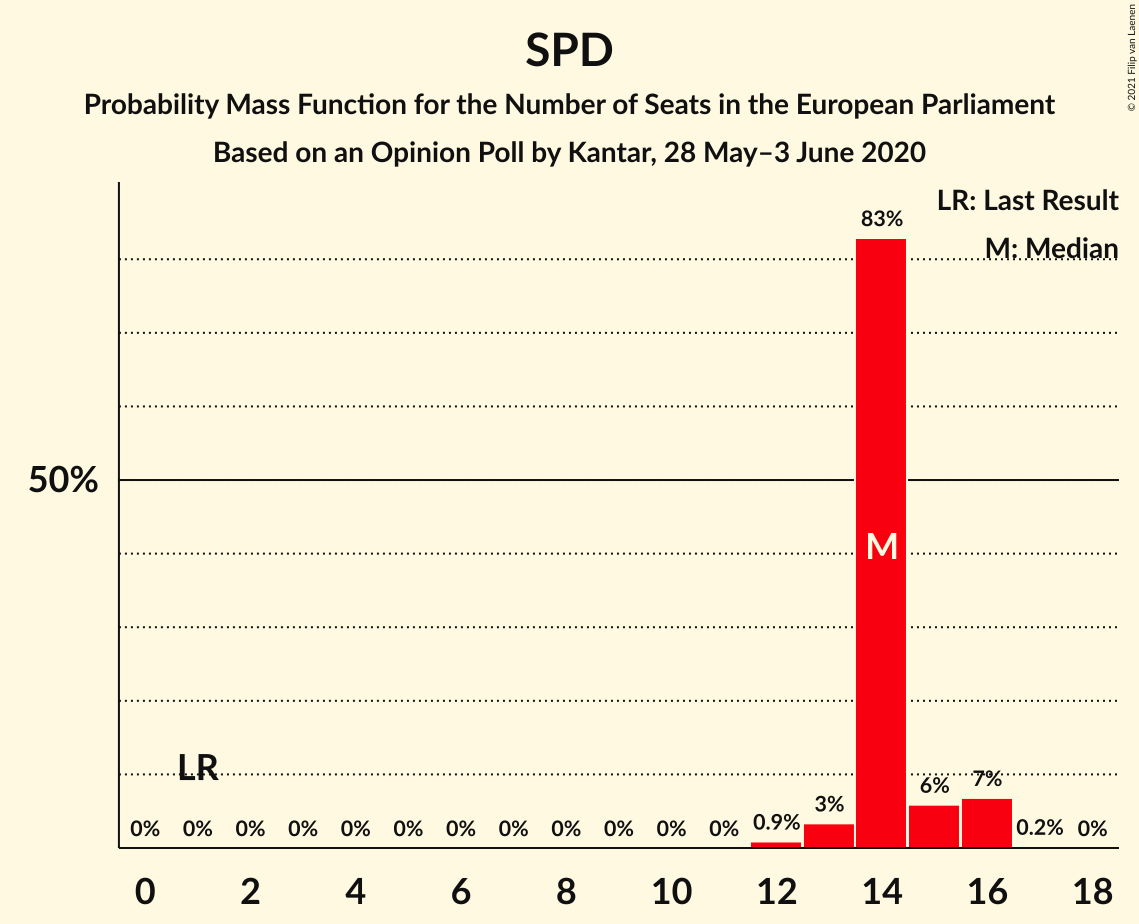 SPD
Probability Mass Function for the Number of Seats in the European Parliament
Based on an Opinion Poll by Kantar, 28 May–3 June 2020
© 2021 Filip van Laenen
LR: Last Result
M: Median
83%
50%
M
LR
0% 0% 0% 0% 0% 0% 0% 0% 0% 0% 0% 0% 0.9% 3% 6% 7% 0.2% 0%
0 2 4 6 8 10 12 14 16 18